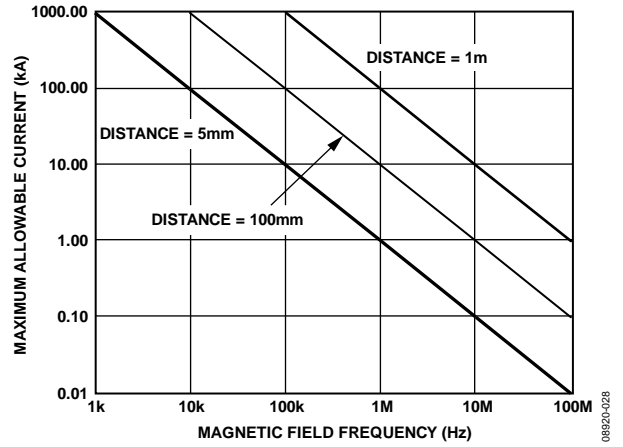 1000.00
100.00
10.00
1.00
0.10
0.01
MAXIMUM ALLOWABLE CURRENT (kA)
DISTANCE = 1m
DISTANCE = 5mm
DISTANCE = 100mm
1k 10k 100k 1M 10M 100M
MAGNETIC FIELD FREQUENCY (Hz)
08920-028